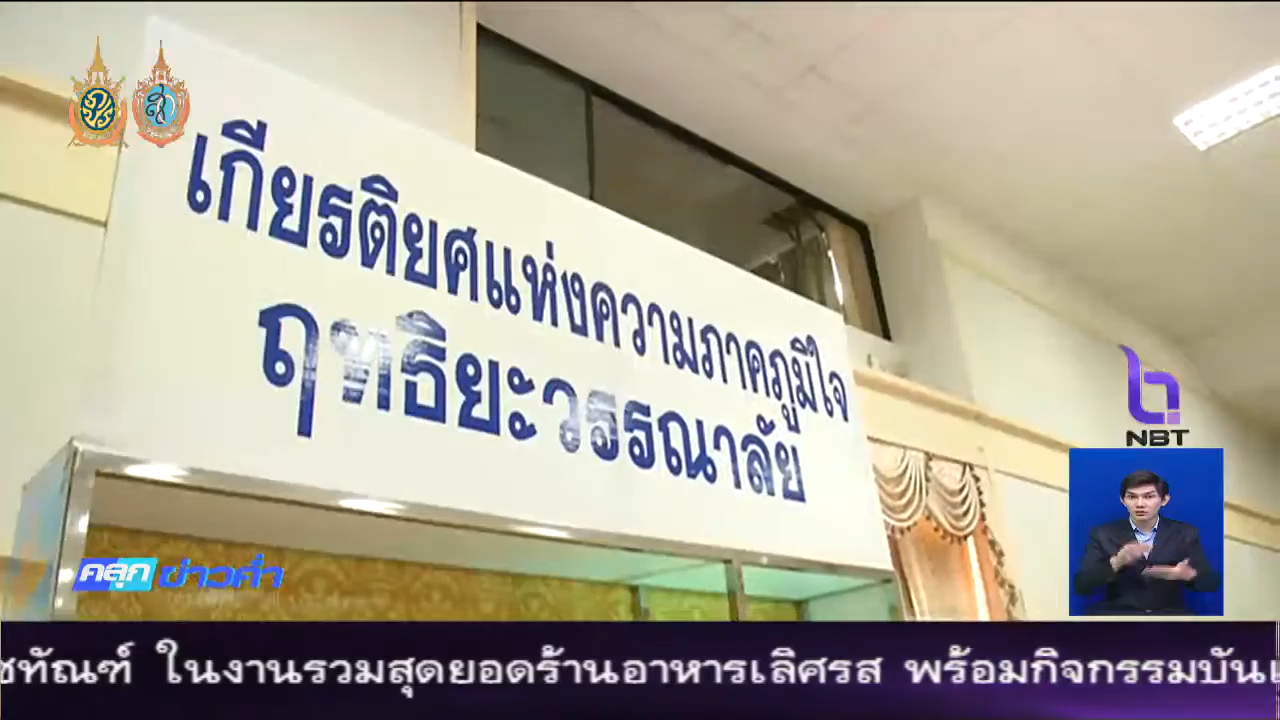 เกียรติยศแห่งความภาคภูมิใจ
ฤทธิยะวรรณาลัย
NBT
คลุกข่าวค่ำ
ทัณฑ์ ในงานรวมสุดยอดร้านอาหารเลิศรส พร้อมกิจกรรมบัน